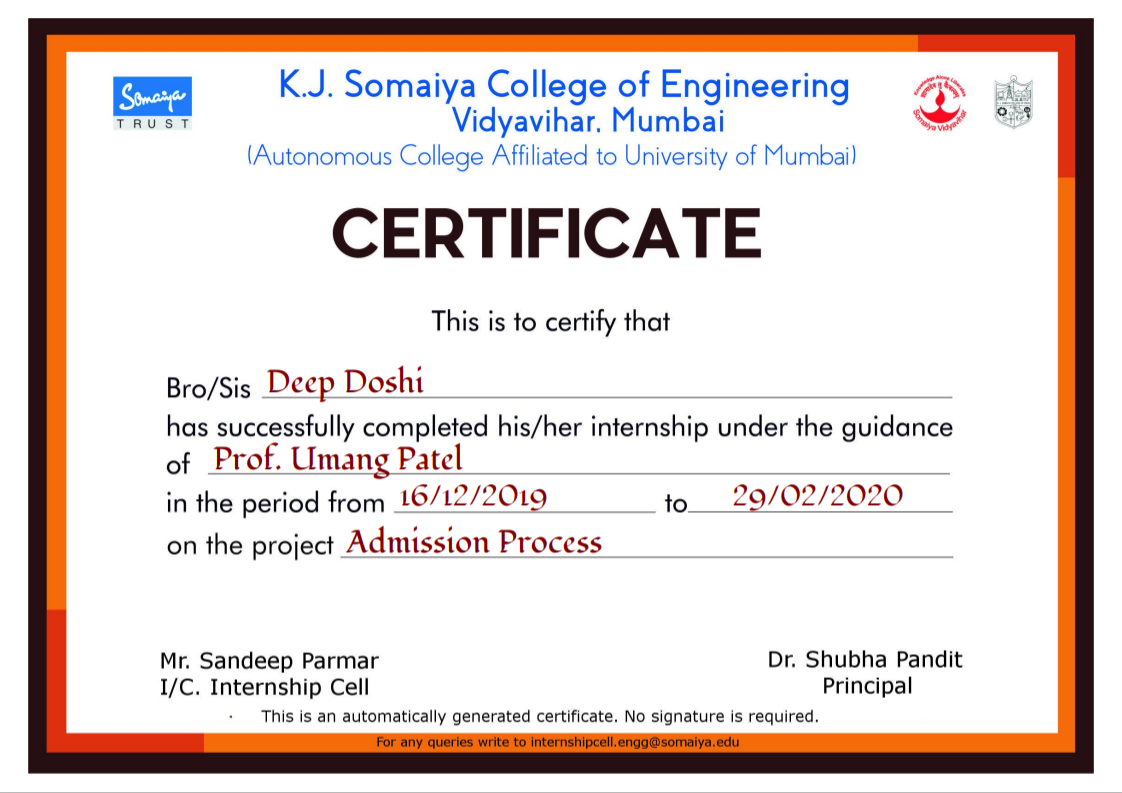 Somaiya
TRUST
K.J. Somaiya College of Engineering
Vidyavihar, Mumbai
(Autonomous College Affiliated to University of Mumbai)
Knowledge Alone Liberates
Somaiya Vidyavihar
CERTIFICATE
This is to certify that
Bro/Sis Deep Doshi
has successfully completed his/her internship under the guidance
of Prof. Umang Patel
in the period from 16/12/2019 to 29/02/2020
on the project Admission Process
Mr. Sandeep Parmar
I/C. Internship Cell
Dr. Shubha Pandit
Principal
· This is an automatically generated certificate. No signature is required.
For any queries write to internshipcell.engg@somaiya.edu